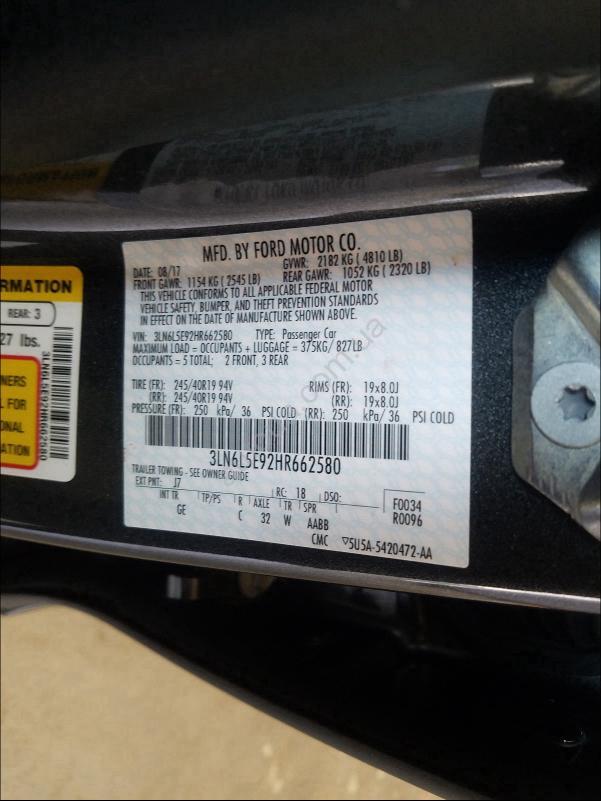 MFD. BY FORD MOTOR CO.
DATE: 08/17 GVWR: 2182 KG ( 4810 LB)
FRONT GAWR: 1154 KG ( 2545 LB) REAR GAWR: 1052 KG ( 2320 LB)
THIS VEHICLE CONFORMS TO ALL APPLICABLE FEDERAL MOTOR
VEHICLE SAFETY, BUMPER, AND THEFT PREVENTION STANDARDS
IN EFFECT ON THE DATE OF MANUFACTURE SHOWN ABOVE.
VIN: 3LN6L5E92HR662580 TYPE: Passenger Car
MAXIMUM LOAD = OCCUPANTS + LUGGAGE = 375KG/ 827LB
OCCUPANTS = 5 TOTAL; 2 FRONT, 3 REAR
TIRE (FR): 245/40R19 94V RIMS (FR): 19x8.0J
(RR): 245/40R19 94V (RR): 19x8.0J
PRESSURE (FR): 250 kPa/ 36 PSI COLD (RR): 250 kPa/ 36 PSI COLD
3LN6L5E92HR662580
TRAILER TOWING - SEE OWNER GUIDE
EXT PNT: J7 RC: 18 DSO: F0034
INT TR TP/PS R AXLE TR SPR R0096
GE C 32 W AABB
CMC 5U5A-5420472-AA
RMATION
REAR: 3
27 lbs.
3LN6L5E92HR662580
NERS
L FOR
ONAL
ATION